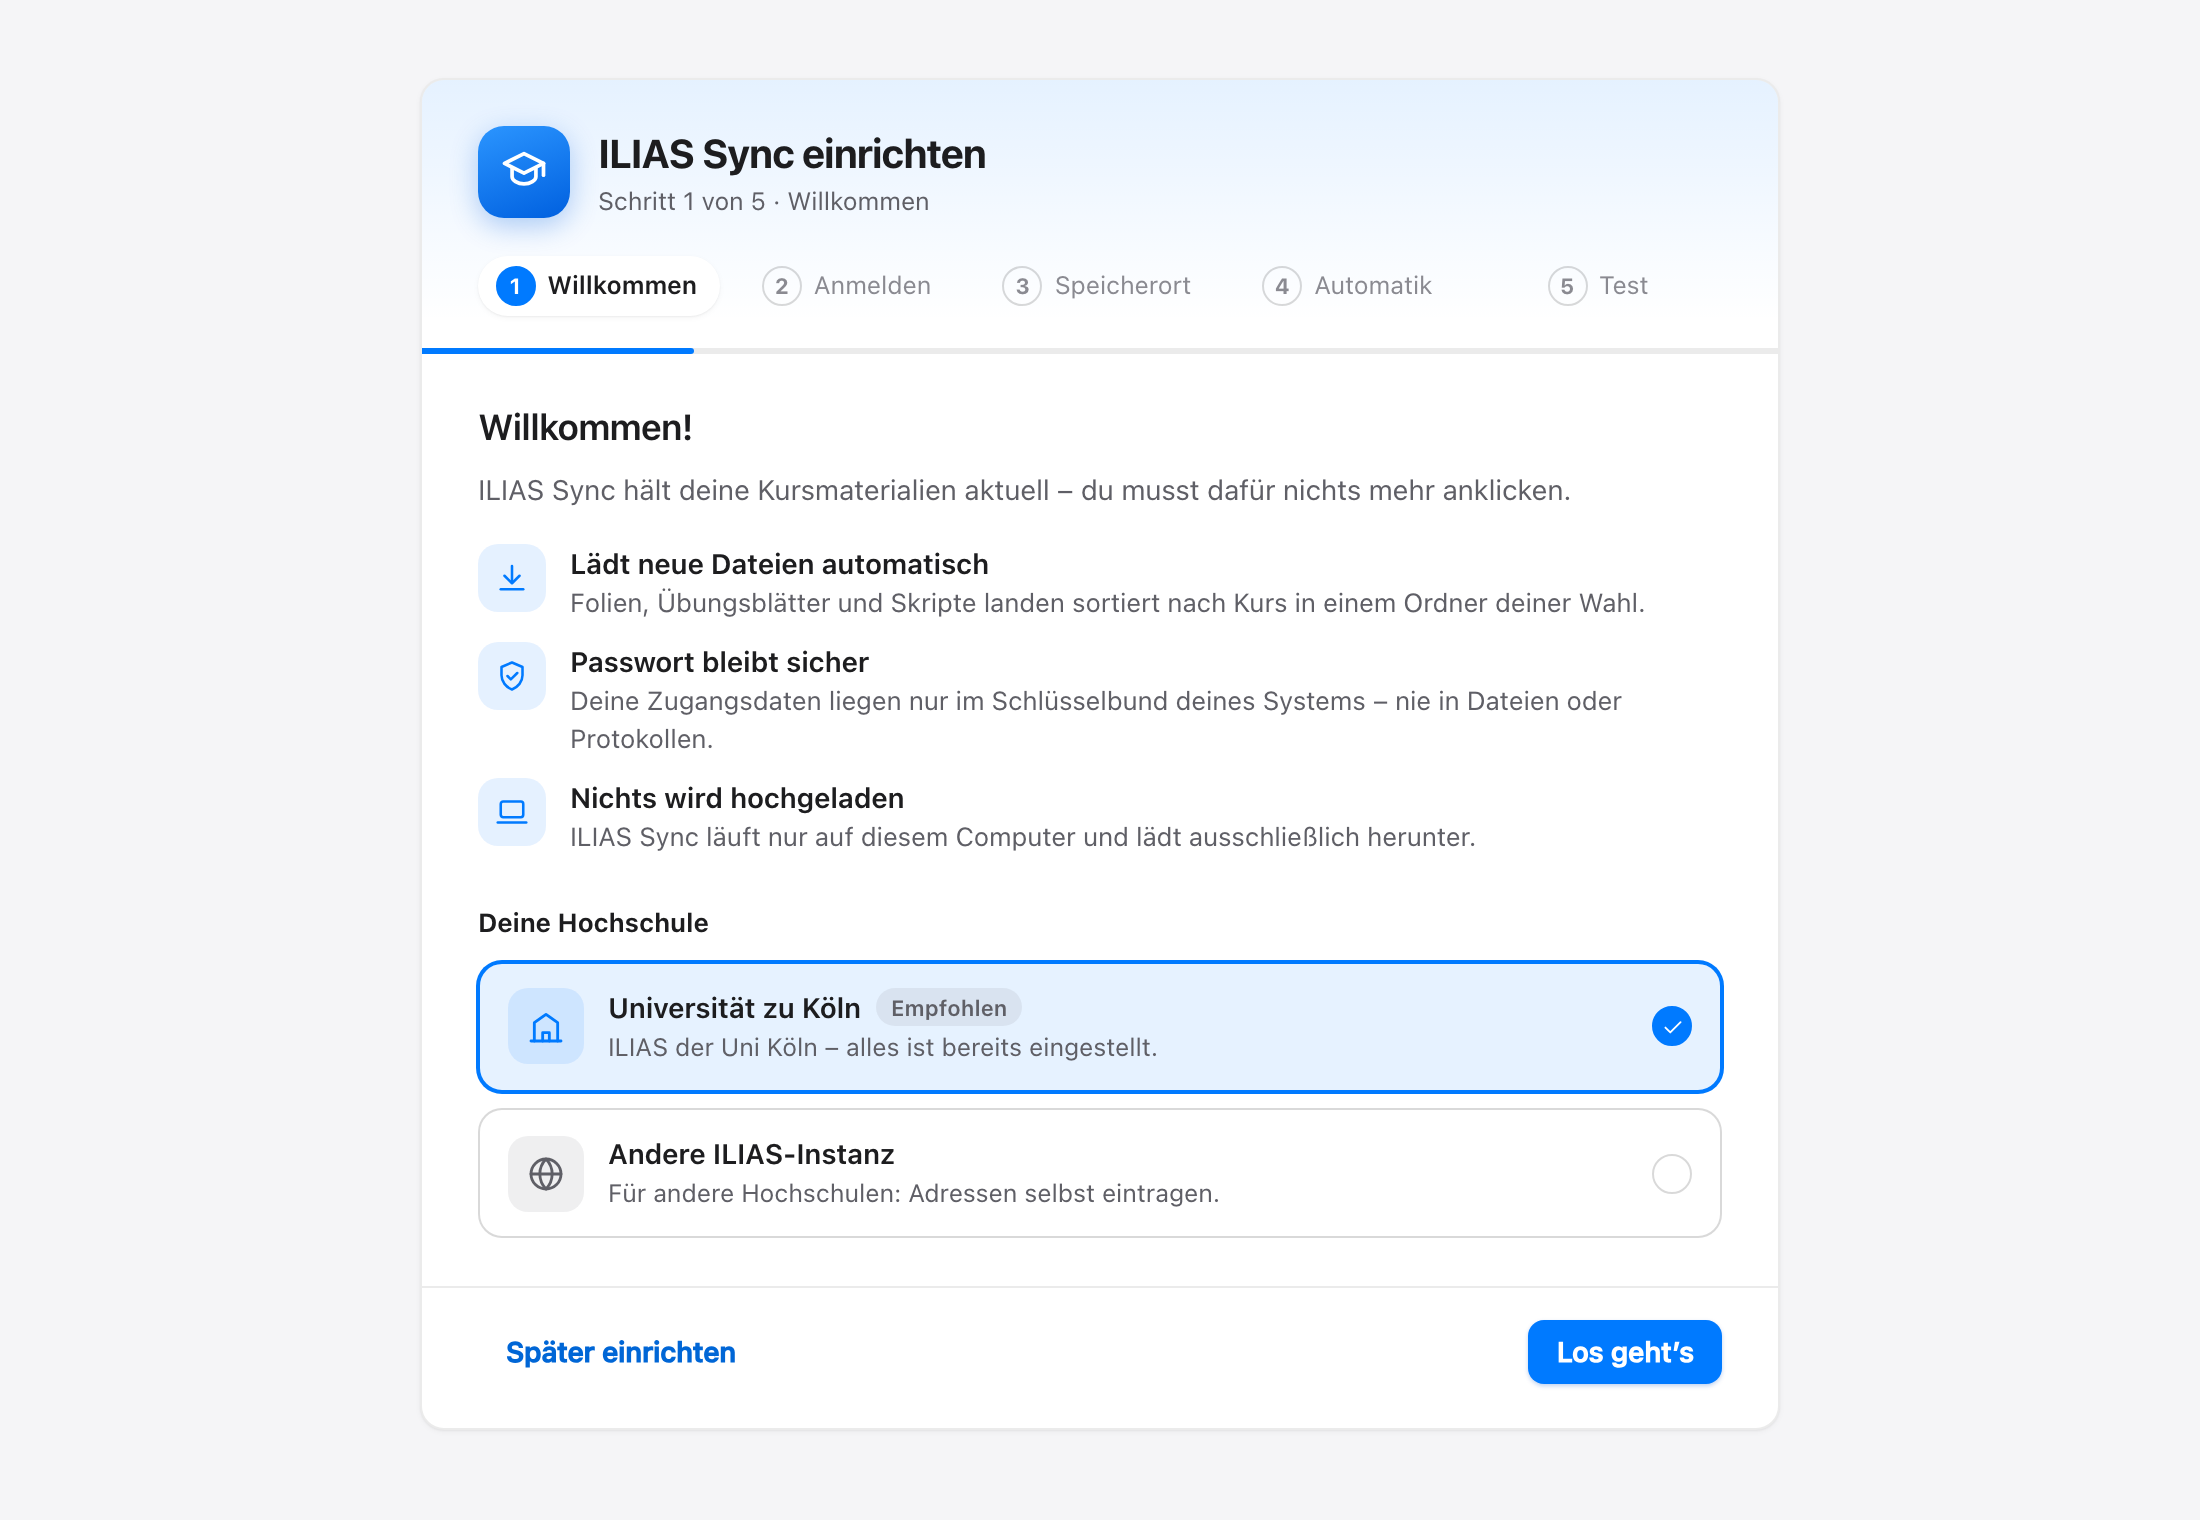 ILIAS Sync einrichten
Schritt 1 von 5 · Willkommen
1 Willkommen 2 Anmelden 3 Speicherort 4 Automatik 5 Test
Willkommen!
ILIAS Sync hält deine Kursmaterialien aktuell – du musst dafür nichts mehr anklicken.
Lädt neue Dateien automatisch
Folien, Übungsblätter und Skripte landen sortiert nach Kurs in einem Ordner deiner Wahl.
Passwort bleibt sicher
Deine Zugangsdaten liegen nur im Schlüsselbund deines Systems – nie in Dateien oder
Protokollen.
Nichts wird hochgeladen
ILIAS Sync läuft nur auf diesem Computer und lädt ausschließlich herunter.
Deine Hochschule
Universität zu Köln Empfohlen
ILIAS der Uni Köln – alles ist bereits eingestellt.
Andere ILIAS-Instanz
Für andere Hochschulen: Adressen selbst eintragen.
Später einrichten Los geht’s